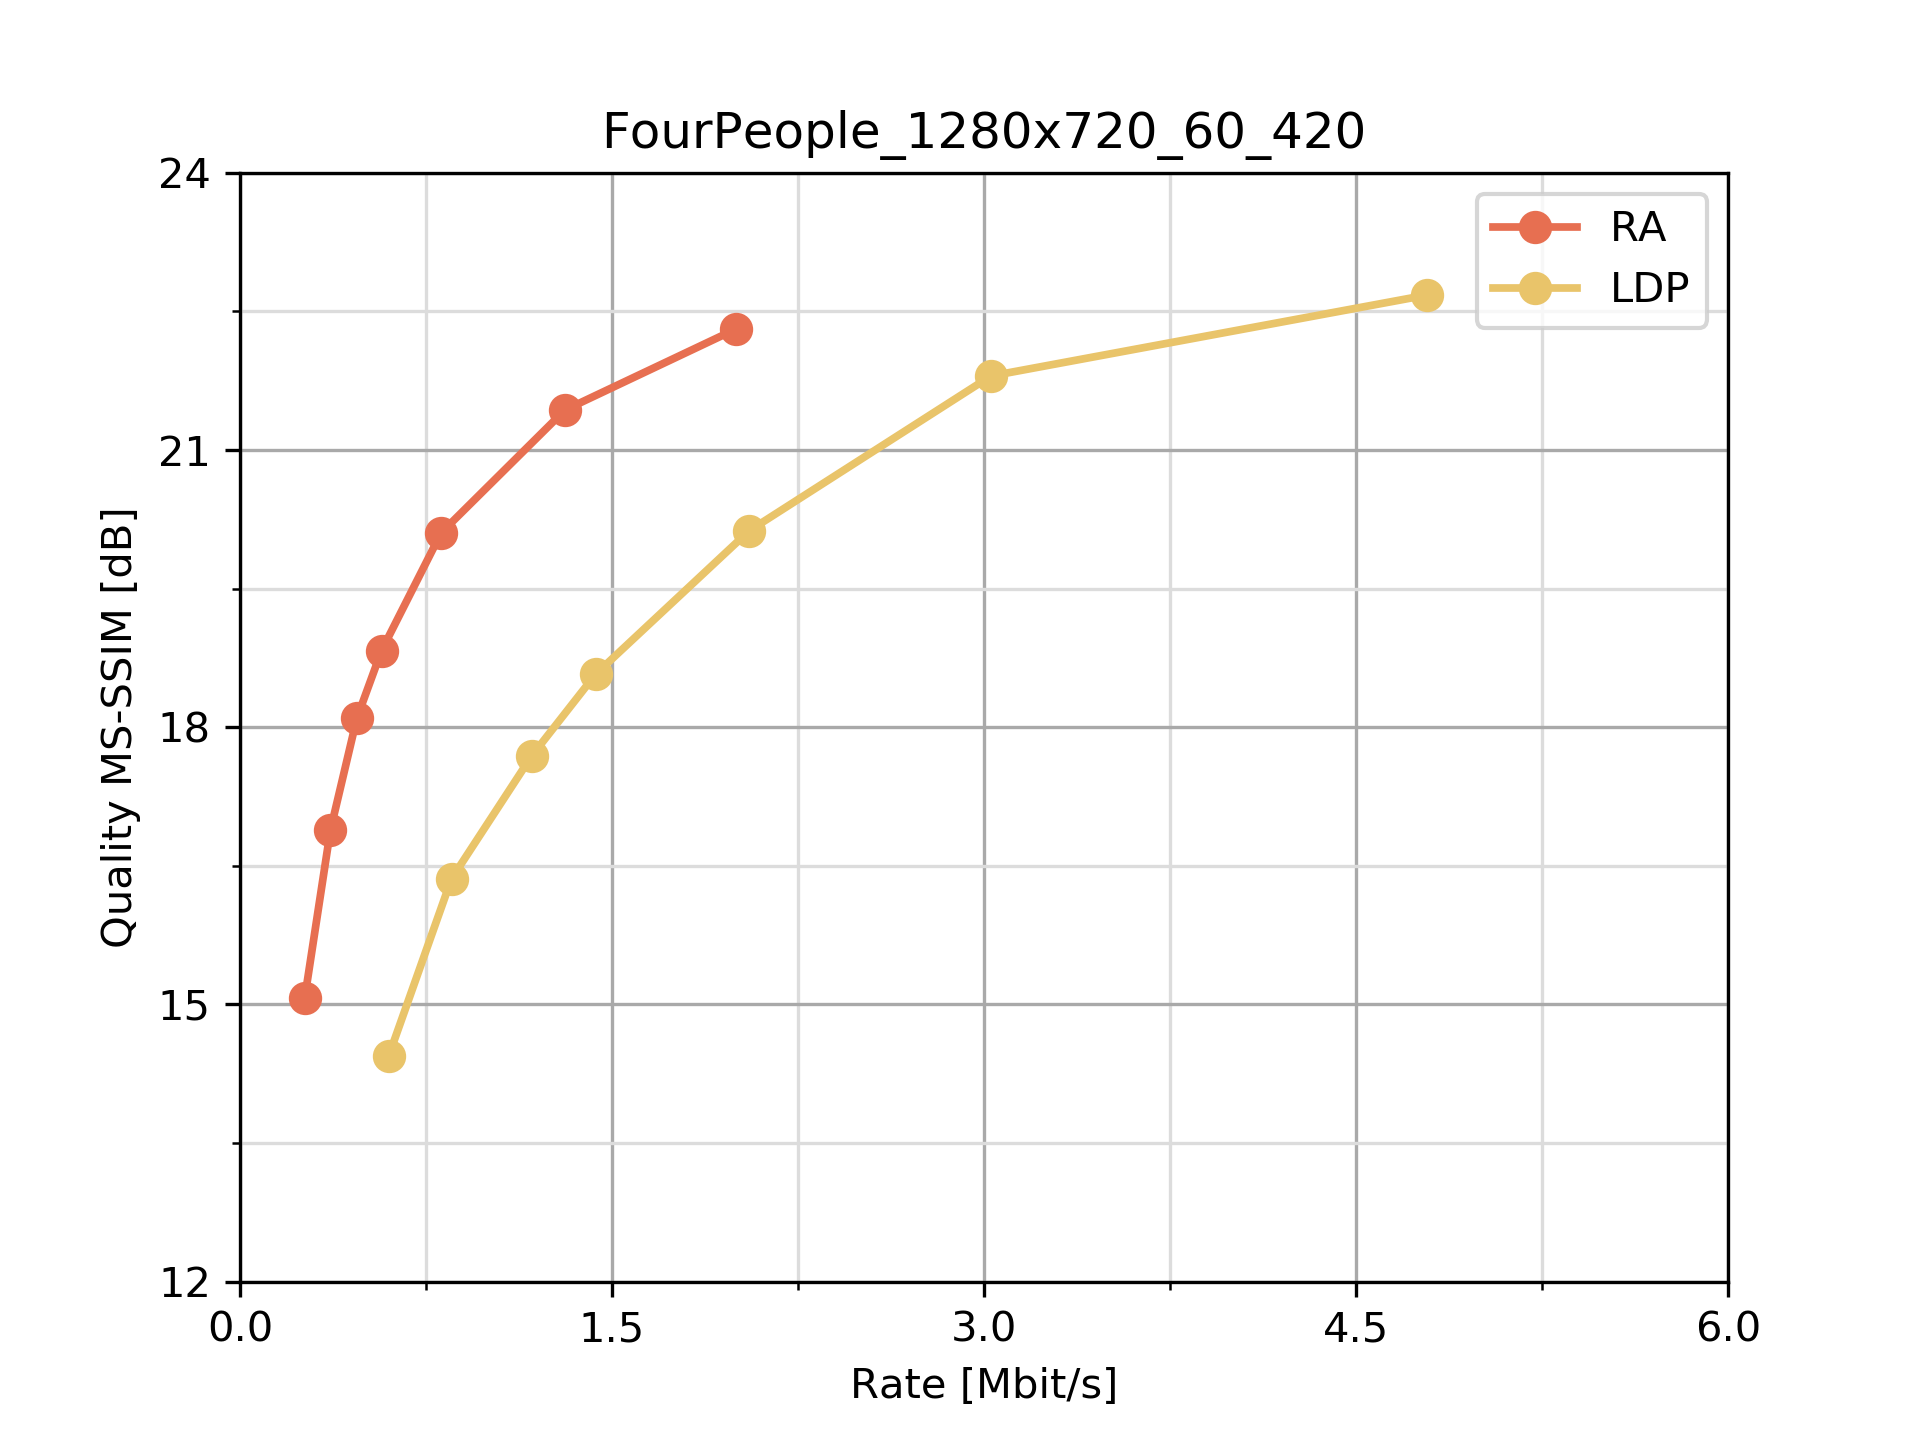 FourPeople_1280x720_60_420
24
21
18
15
12
Quality MS-SSIM [dB]
RA
LDP
0.0
1.5
3.0
4.5
6.0
Rate [Mbit/s]